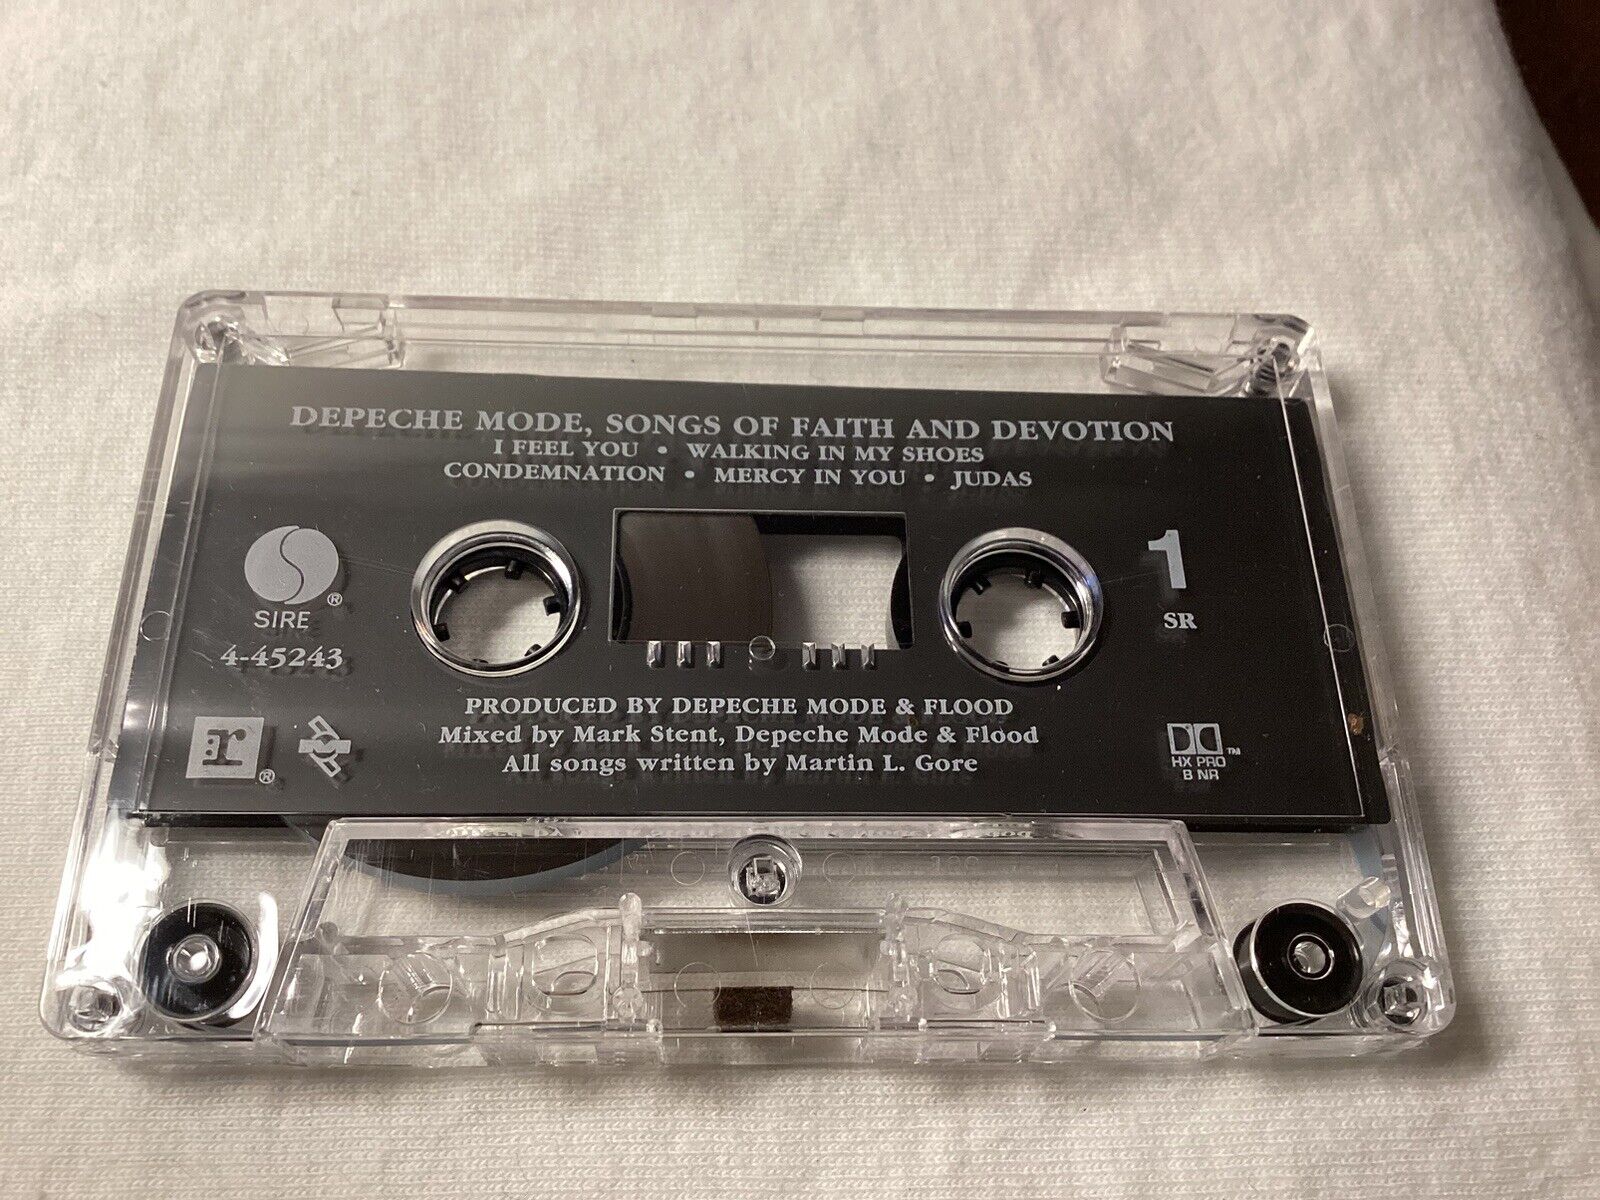 DEPECHE MODE, SONGS OF FAITH AND DEVOTION
I FEEL YOU • WALKING IN MY SHOES
CONDEMNATION • MERCY IN YOU • JUDAS
SIRE ®
4-45243
1
SR
PRODUCED BY DEPECHE MODE & FLOOD
Mixed by Mark Stent, Depeche Mode & Flood
All songs written by Martin L. Gore
r ®
HX PRO ™
B NR